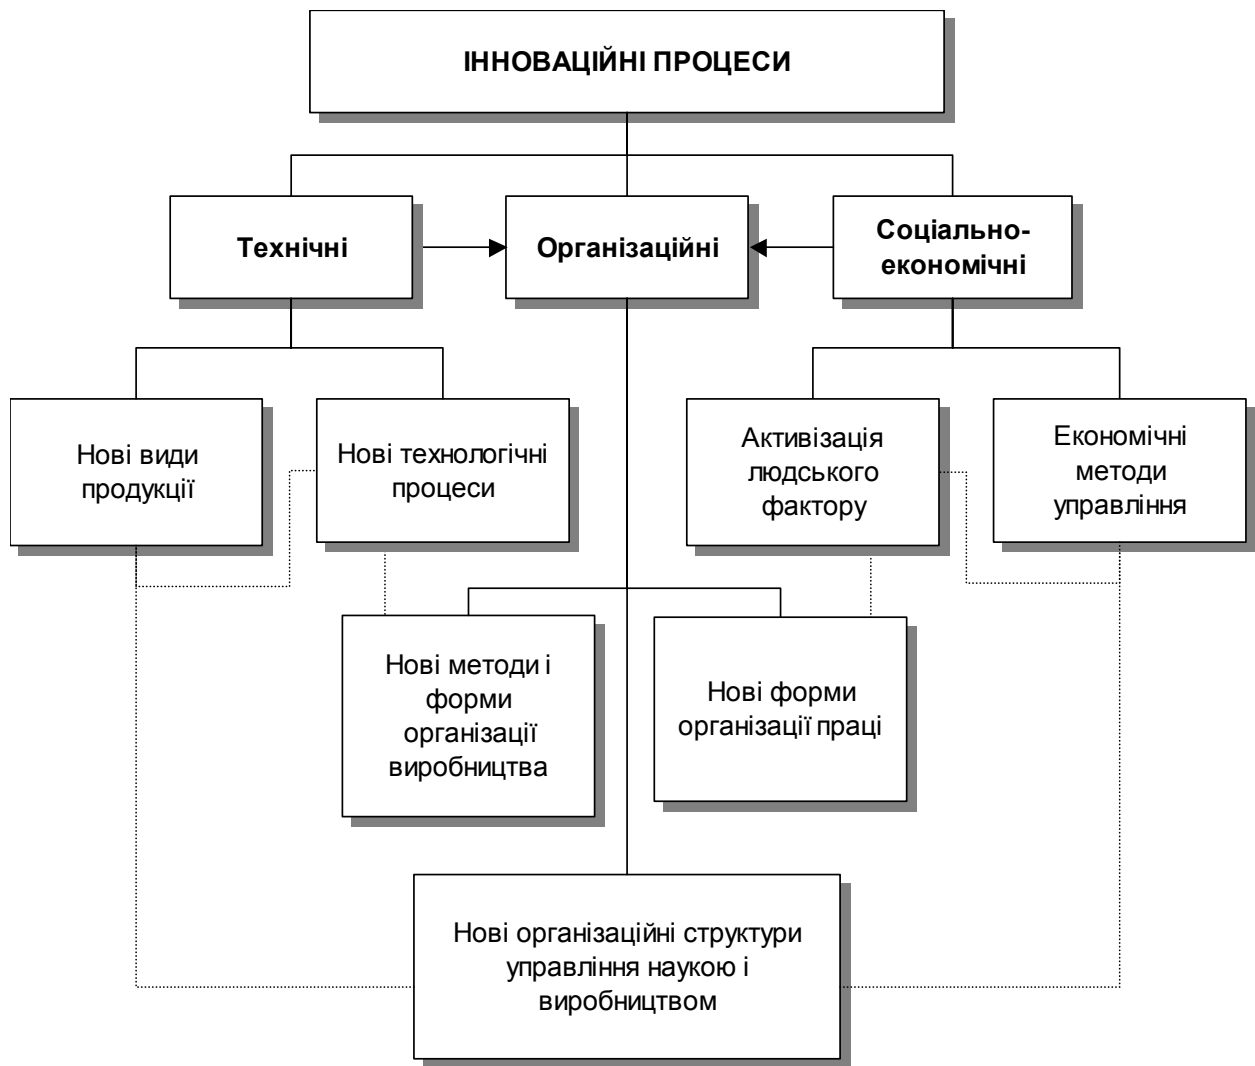 ІННОВАЦІЙНІ ПРОЦЕСИ
Технічні
Організаційні
Соціально-
економічні
Нові види
продукції
Нові технологічні
процеси
Активізація
людського
фактору
Економічні
методи
управління
Нові методи і
форми
організації
виробництва
Нові форми
організації праці
Нові організаційні структури
управління наукою і
виробництвом